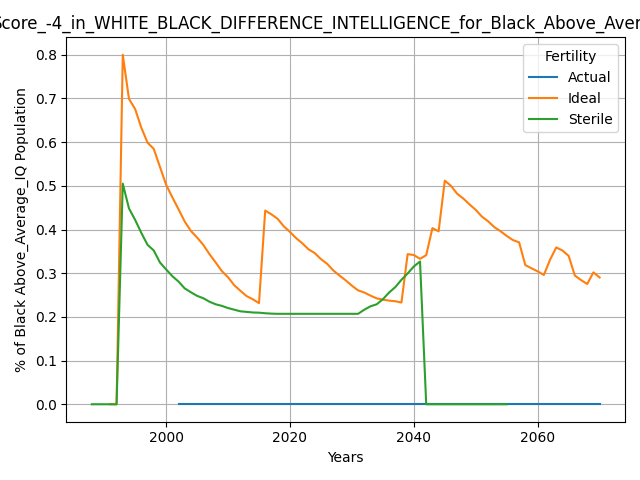 Score_-4_in_WHITE_BLACK_DIFFERENCE_INTELLIGENCE_for_Black_Above_Aver
Fertility
Actual
Ideal
Sterile
% of Black Above_Average_IQ Population
0.8
0.7
0.6
0.5
0.4
0.3
0.2
0.1
0.0
2000 2020 2040 2060
Years